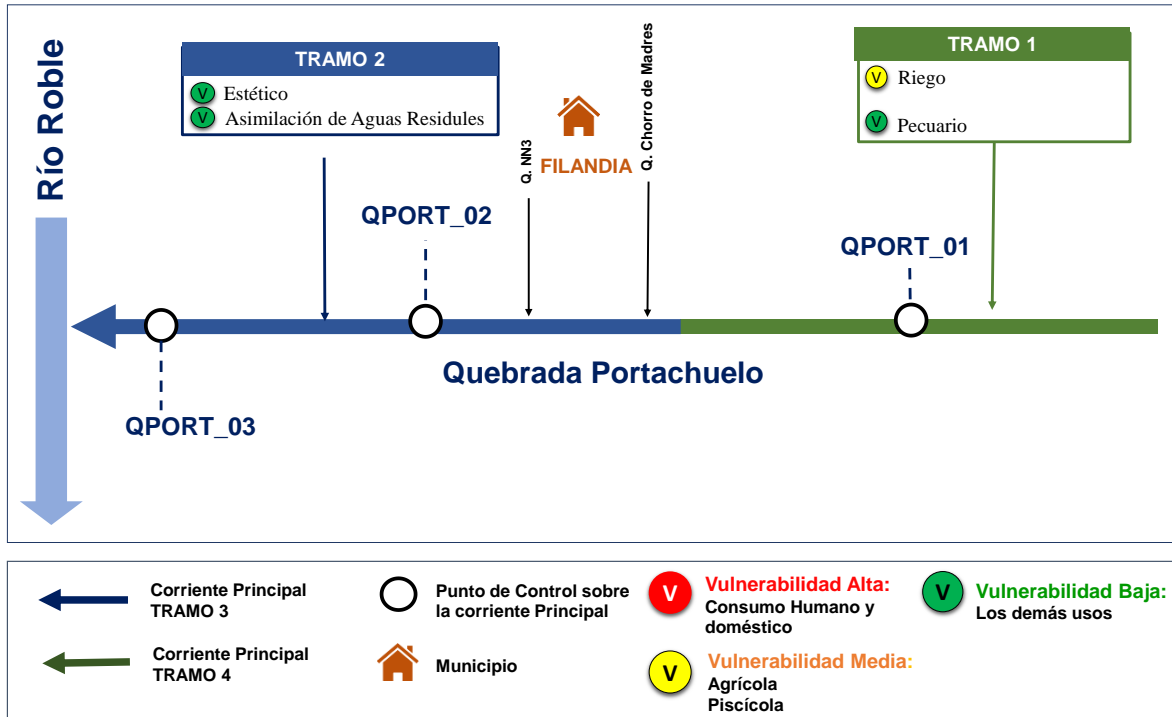 Río Roble
TRAMO 2
V Estético
V Asimilación de Aguas Residules
Q. NN3
FILANDIA
Q. Chorro de Madres
TRAMO 1
V Riego
V Pecuario
QPORT_02
QPORT_01
Quebrada Portachuelo
QPORT_03
Corriente Principal
TRAMO 3
Corriente Principal
TRAMO 4
Punto de Control sobre
la corriente Principal
Municipio
V Vulnerabilidad Alta:
Consumo Humano y
doméstico
V Vulnerabilidad Media:
Agrícola
Piscícola
V Vulnerabilidad Baja:
Los demás usos